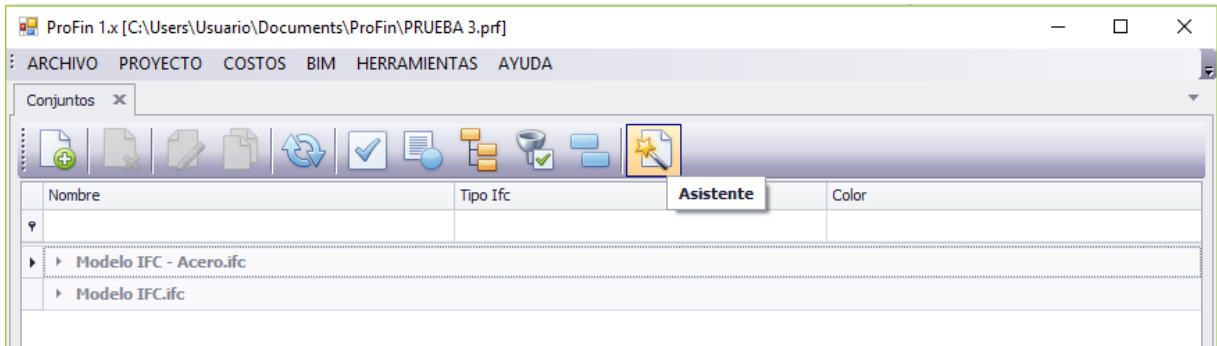 ProFin 1.x [C:\Users\Usuario\Documents\ProFin\PRUEBA 3.prf]
ARCHIVO PROYECTO COSTOS BIM HERRAMIENTAS AYUDA
Conjuntos
Nombre Tipo Ifc Asistente Color
Modelo IFC - Acero.ifc
Modelo IFC.ifc